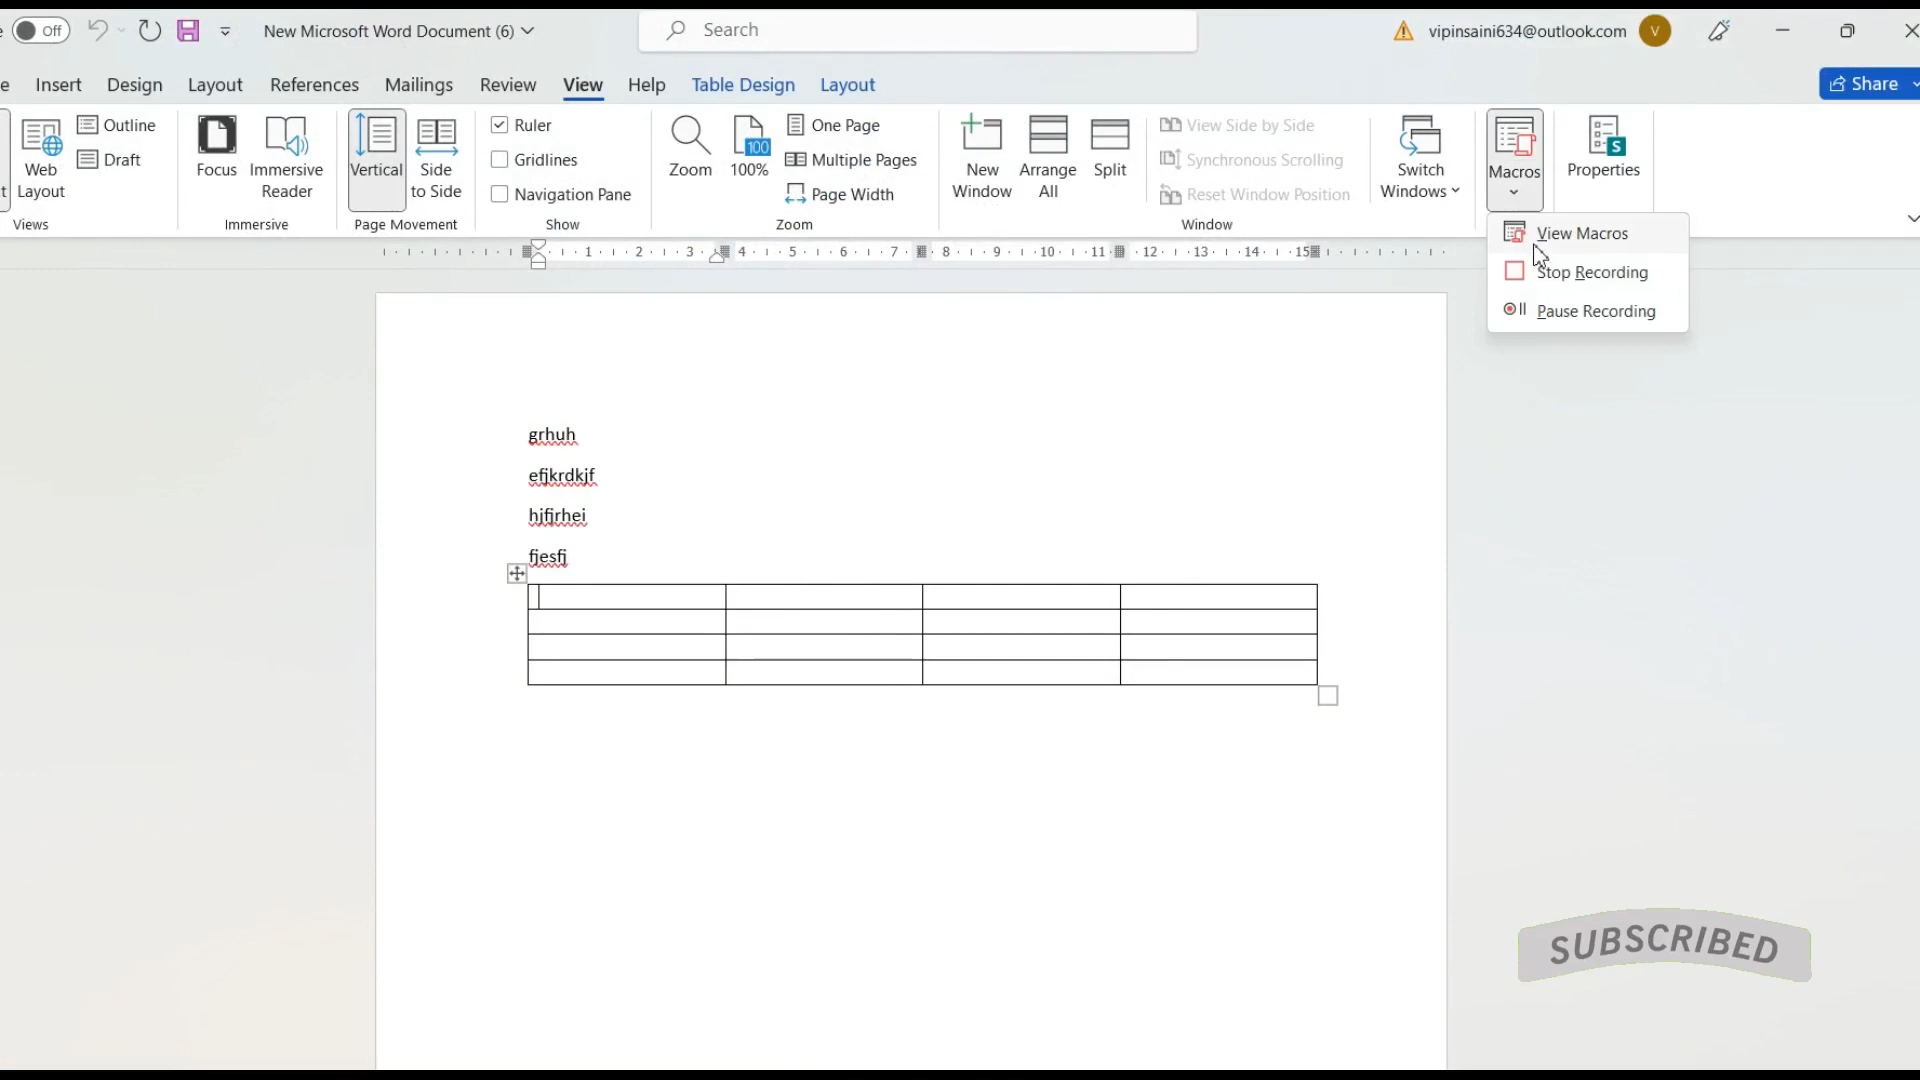 Off New Microsoft Word Document (6) Search vipinsaini634@outlook.com V
e Insert Design Layout References Mailings Review View Help Table Design Layout Share
Web Layout
Outline
Draft
Views
Focus
Immersive Reader
Immersive
Vertical
Side to Side
Page Movement
Ruler
Gridlines
Navigation Pane
Show
Zoom
100
100%
One Page
Multiple Pages
Page Width
Zoom
New Window
Arrange All
Split
View Side by Side
Synchronous Scrolling
Reset Window Position
Window
Switch Windows
Macros
S
Properties
View Macros
Stop Recording
Pause Recording
1 2 3 4 5 6 7 8 9 10 11 12 13 14 15
grhuh
efjkrdkjf
hjfjrhei
fjesfj
SUBSCRIBED